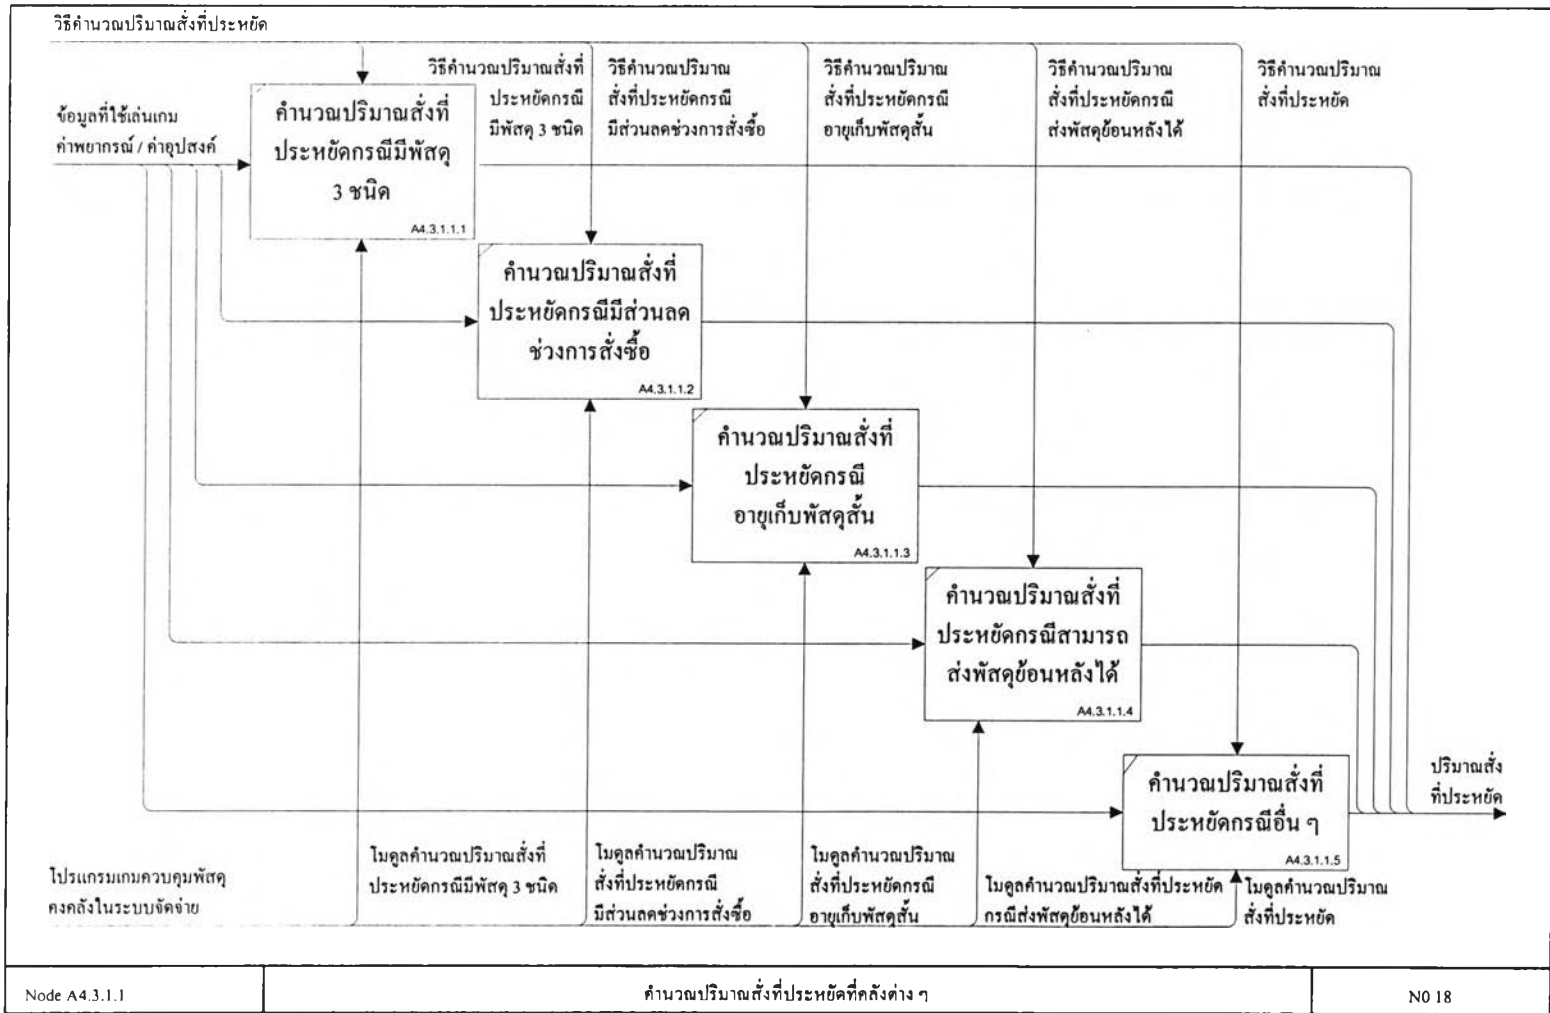 วิธีคำนวณปริมาณสั่งที่ประหยัด
วิธีคำนวณปริมาณสั่งที่
ประหยัดกรณี
มีพัสดุ 3 ชนิด
วิธีคำนวณปริมาณ
สั่งที่ประหยัดกรณี
มีส่วนลดช่วงการสั่งซื้อ
วิธีคำนวณปริมาณ
สั่งที่ประหยัดกรณี
อายุเก็บพัสดุสั้น
วิธีคำนวณปริมาณ
สั่งที่ประหยัดกรณี
ส่งพัสดุย้อนหลังได้
วิธีคำนวณปริมาณ
สั่งที่ประหยัด
ข้อมูลที่ใช้เล่นเกม
ค่าพยากรณ์ / ค่าอุปสงค์
คำนวณปริมาณสั่งที่
ประหยัดกรณีมีพัสดุ
3 ชนิด
A4.3.1.1.1
คำนวณปริมาณสั่งที่
ประหยัดกรณีมีส่วนลด
ช่วงการสั่งซื้อ
A4.3.1.1.2
คำนวณปริมาณสั่งที่
ประหยัดกรณี
อายุเก็บพัสดุสั้น
A4.3.1.1.3
คำนวณปริมาณสั่งที่
ประหยัดกรณีสามารถ
ส่งพัสดุย้อนหลังได้
A4.3.1.1.4
คำนวณปริมาณสั่งที่
ประหยัดกรณีอื่น ๆ
A4.3.1.1.5
ปริมาณสั่ง
ที่ประหยัด
โปรแกรมเกมควบคุมพัสดุ
คงคลังในระบบจัดจ่าย
โมดูลคำนวณปริมาณสั่งที่
ประหยัดกรณีมีพัสดุ 3 ชนิด
โมดูลคำนวณปริมาณ
สั่งที่ประหยัดกรณี
มีส่วนลดช่วงการสั่งซื้อ
โมดูลคำนวณปริมาณ
สั่งที่ประหยัดกรณี
อายุเก็บพัสดุสั้น
โมดูลคำนวณปริมาณสั่งที่ประหยัด
กรณีส่งพัสดุย้อนหลังได้
โมดูลคำนวณปริมาณ
สั่งที่ประหยัด
Node A4.3.1.1
คำนวณปริมาณสั่งที่ประหยัดที่คลังต่าง ๆ
N0 18